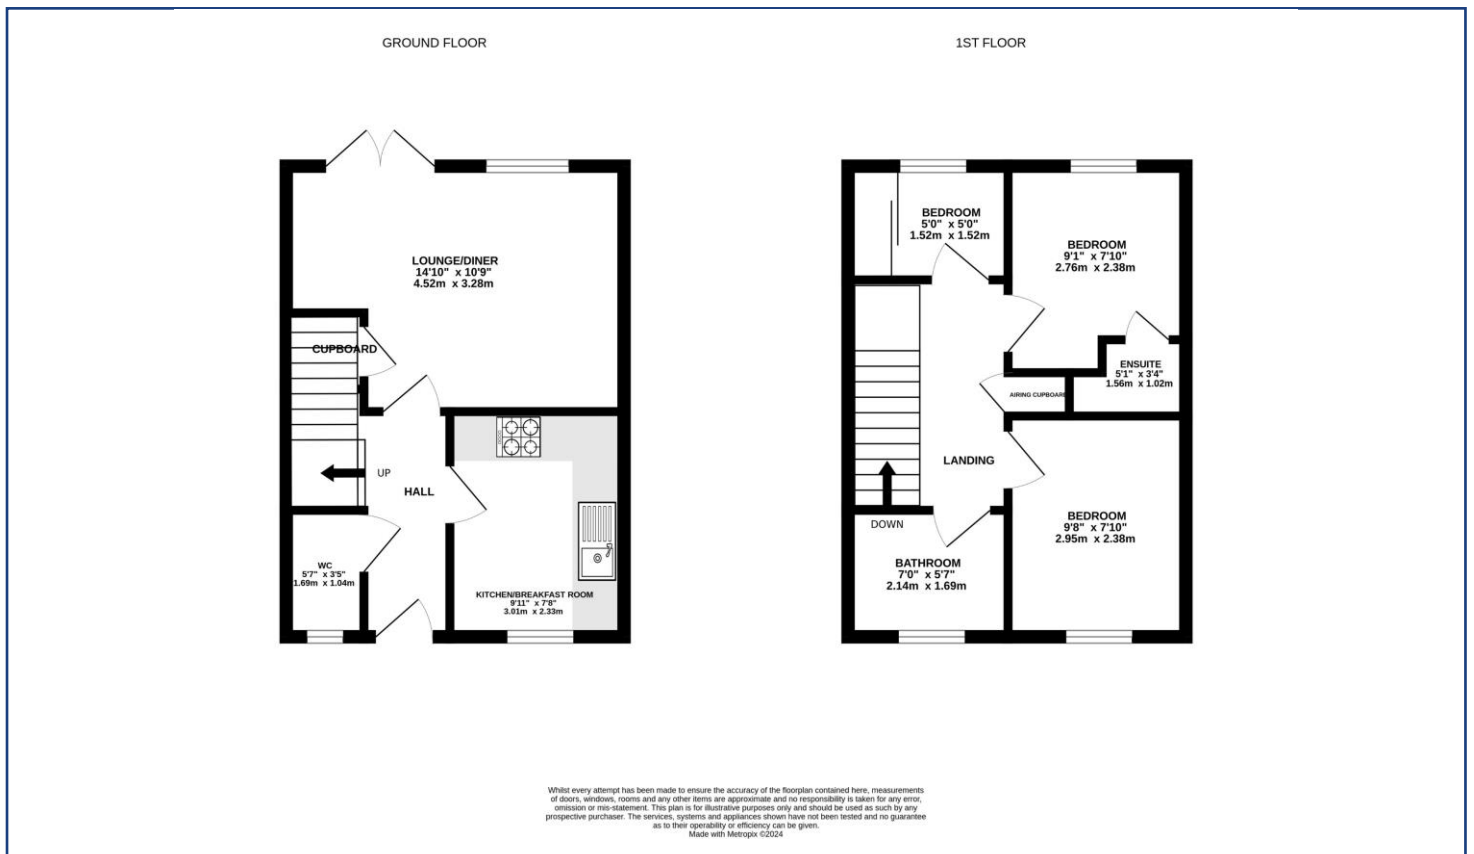 GROUND FLOOR
LOUNGE/DINER
14'10" x 10'9"
4.52m x 3.28m
CUPBOARD
UP
HALL
WC
5'7" x 3'5"
1.69m x 1.04m
KITCHEN/BREAKFAST ROOM
9'11" x 7'8"
3.01m x 2.33m
1ST FLOOR
BEDROOM
5'0" x 5'0"
1.52m x 1.52m
BEDROOM
9'1" x 7'10"
2.76m x 2.38m
ENSUITE
5'1" x 3'4"
1.56m x 1.02m
AIRING CUPBOARD
LANDING
DOWN
BEDROOM
9'8" x 7'10"
2.95m x 2.38m
BATHROOM
7'0" x 5'7"
2.14m x 1.69m
Whilst every attempt has been made to ensure the accuracy of the floorplan contained here, measurements
of doors, windows, rooms and any other items are approximate and no responsibility is taken for any error,
omission or mis-statement. This plan is for illustrative purposes only and should be used as such by any
prospective purchaser. The services, systems and appliances shown have not been tested and no guarantee
as to their operability or efficiency can be given.
Made with Metropix ©2024